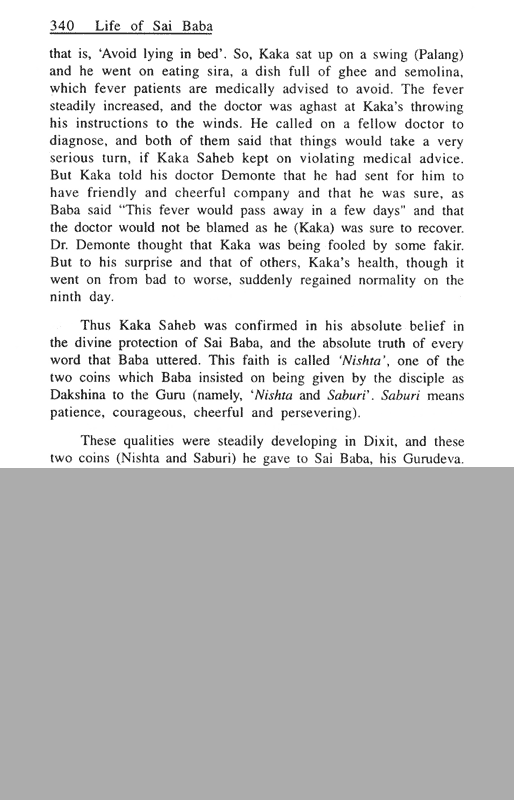 340 Life of Sai Baba
that is, ‘Avoid lying in bed’. So, Kaka sat up on a swing (Palang)
and he went on eating sira, a dish full of ghee and semolina,
which fever patients are medically advised to avoid. The fever
steadily increased, and the doctor was aghast at Kaka’s throwing
his instructions to the winds. He called on a fellow doctor to
diagnose, and both of them said that things would take a very
serious turn, if Kaka Saheb kept on violating medical advice.
But Kaka told his doctor Demonte that he had sent for him to
have friendly and cheerful company and that he was sure, as
Baba said “This fever would pass away in a few days" and that
the doctor would not be blamed as he (Kaka) was sure to recover.
Dr. Demonte thought that Kaka was being fooled by some fakir.
But to his surprise and that of others, Kaka’s health, though it
went on from bad to worse, suddenly regained normality on the
ninth day.
Thus Kaka Saheb was confirmed in his absolute belief in
the divine protection of Sai Baba, and the absolute truth of every
word that Baba uttered. This faith is called ‘Nishta’, one of the
two coins which Baba insisted on being given by the disciple as
Dakshina to the Guru (namely, ‘Nishta and Saburi’. Saburi means
patience, courageous, cheerful and persevering).
These qualities were steadily developing in Dixit, and these
two coins (Nishta and Saburi) he gave to Sai Baba, his Gurudeva.